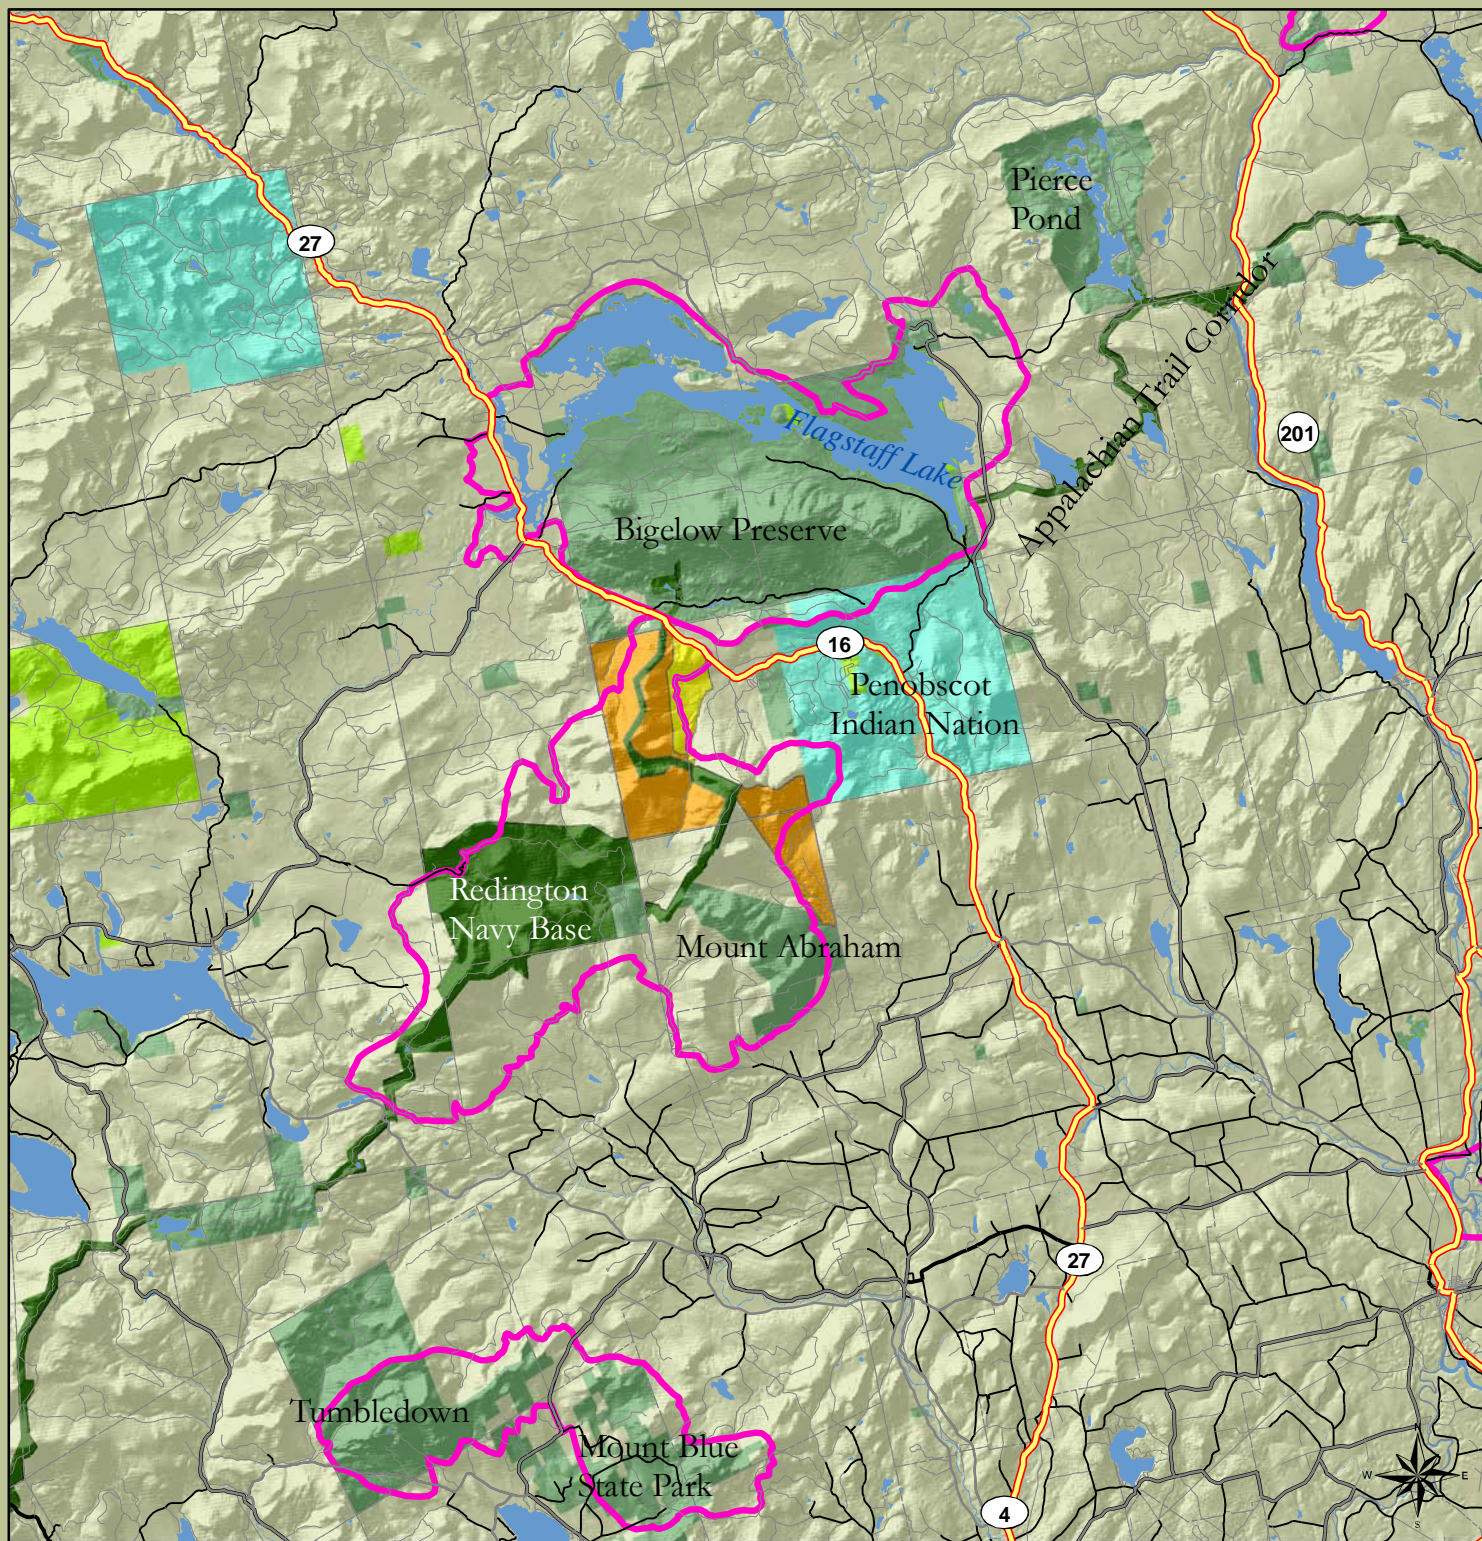 Pierce
Pond
27
Appalachian Trail Corridor
201
Flagstaff Lake
Bigelow Preserve
16
Penobscot
Indian Nation
Redington
Navy Base
Mount Abraham
27
Tumbledown
Mount Blue
State Park
N
W
E
S
4